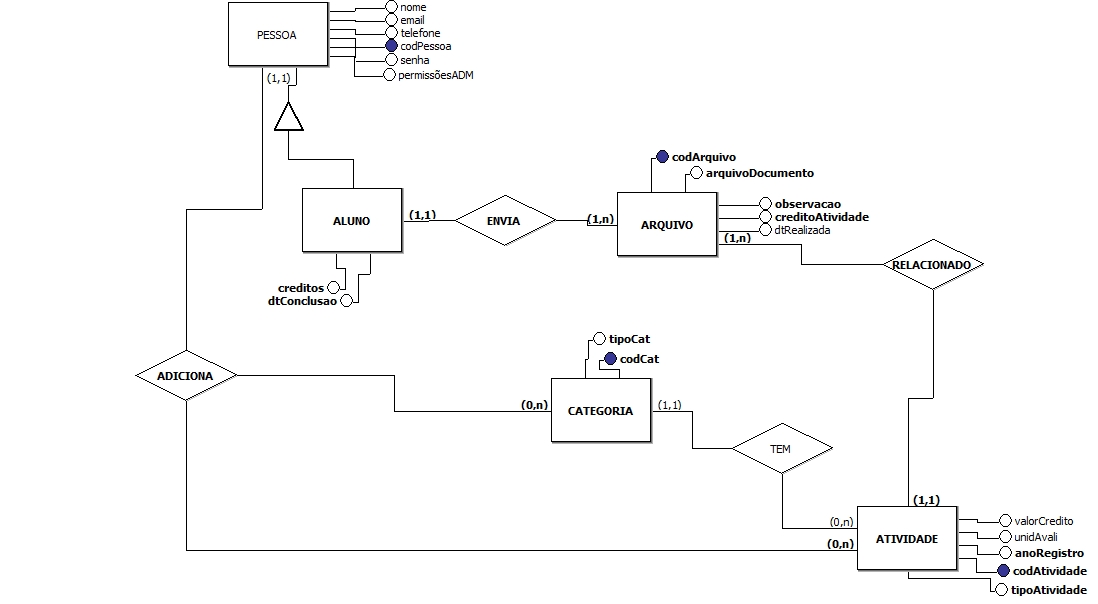 nome
email
PESSOA
telefone
codPessoa
senha
permissõesADM
(1,1)
codArquivo
arquivoDocumento
observacao
(1,1)
ENVIA
(1,n)
creditoAtividade
ALUNO
ARQUIVO
dtRealizada
(1,n)
RELACIONADO
creditos
dtConclusao
tipoCat
codCat
ADICIONA
(0,n)
CATEGORIA
(1,1)
TEM
(1,1)
(0,n)
valorCredito
ATIVIDADE
unidAvali
(0,n)
anoRegistro
codAtividade
tipoAtividade